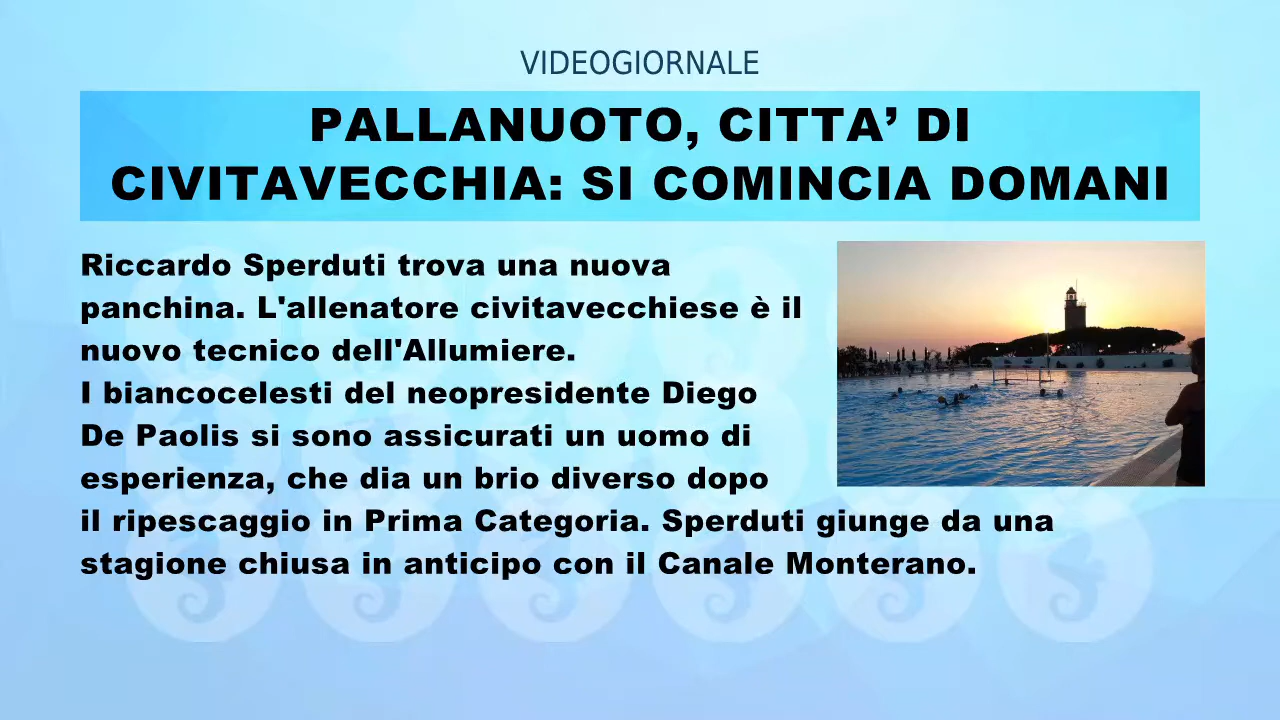 VIDEOGIORNALE
PALLANUOTO, CITTA’ DI
CIVITAVECCHIA: SI COMINCIA DOMANI
Riccardo Sperduti trova una nuova
panchina. L'allenatore civitavecchiese è il
nuovo tecnico dell'Allumiere.
I biancocelesti del neopresidente Diego
De Paolis si sono assicurati un uomo di
esperienza, che dia un brio diverso dopo
il ripescaggio in Prima Categoria. Sperduti giunge da una
stagione chiusa in anticipo con il Canale Monterano.